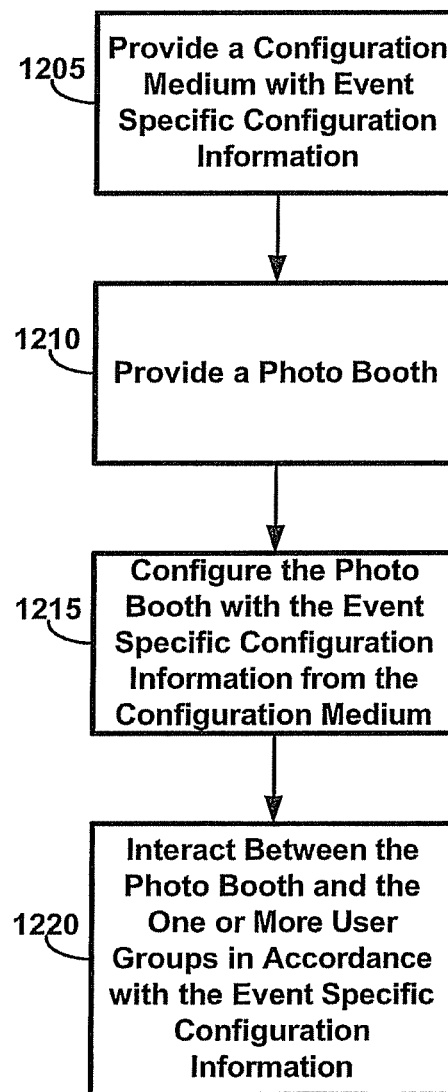 1205
Provide a Configuration
Medium with Event
Specific Configuration
Information
1210
Provide a Photo Booth
1215
Configure the Photo
Booth with the Event
Specific Configuration
Information from the
Configuration Medium
1220
Interact Between the
Photo Booth and the
One or More User
Groups in Accordance
with the Event Specific
Configuration
Information